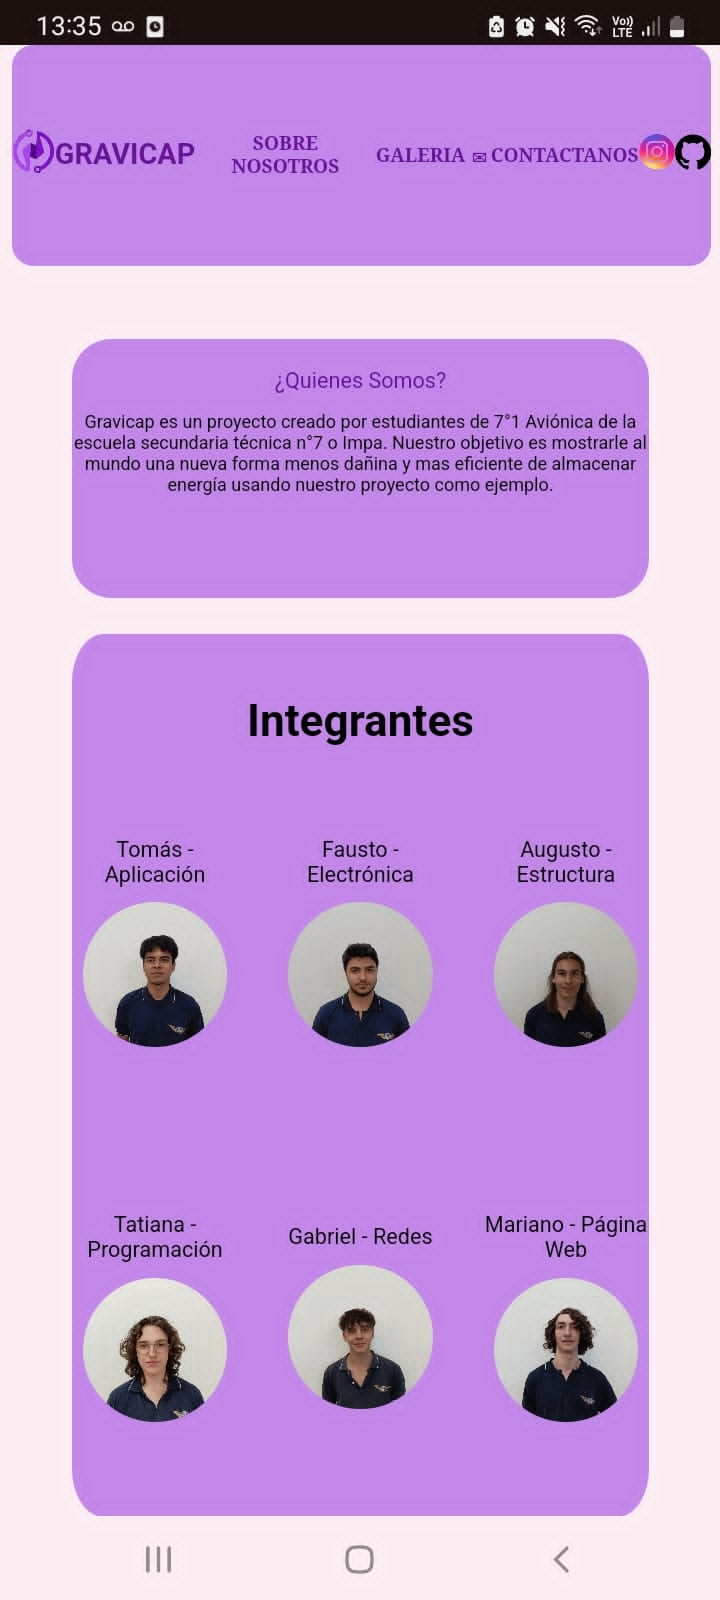 13:35
Vo))
LTE
GRAVICAP
SOBRE
NOSOTROS
GALERIA ✉ CONTACTANOS
¿Quienes Somos?
Gravicap es un proyecto creado por estudiantes de 7°1 Aviónica de la
escuela secundaria técnica n°7 o Impa. Nuestro objetivo es mostrarle al
mundo una nueva forma menos dañina y mas eficiente de almacenar
energía usando nuestro proyecto como ejemplo.
Integrantes
Tomás -
Aplicación
Fausto -
Electrónica
Augusto -
Estructura
Tatiana -
Programación
Gabriel - Redes
Mariano - Página
Web